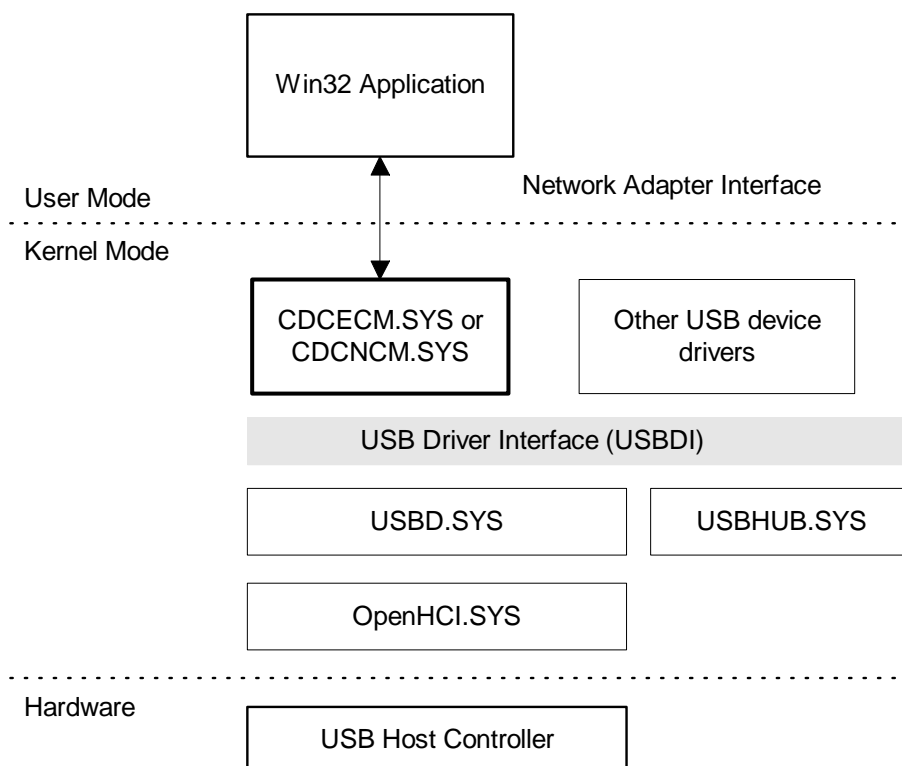 Win32 Application
Network Adapter Interface
User Mode
Kernel Mode
CDCECM.SYS or
CDCNCM.SYS
Other USB device
drivers
USB Driver Interface (USBDI)
USBD.SYS
USBHUB.SYS
OpenHCI.SYS
Hardware
USB Host Controller